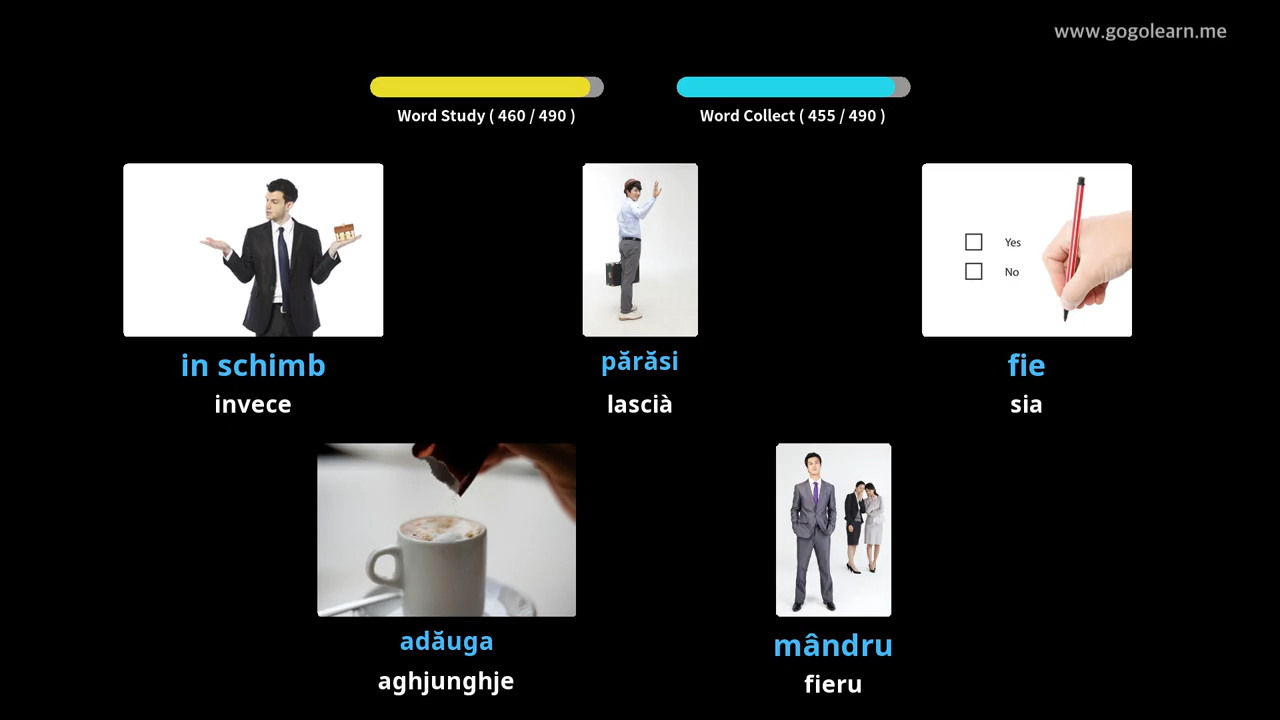 www.gogolearn.me
Word Study ( 460 / 490 )
Word Collect ( 455 / 490 )
Yes
No
in schimb
invece
părăsi
lascià
fie
sia
adăuga
aghjunghje
mândru
fieru